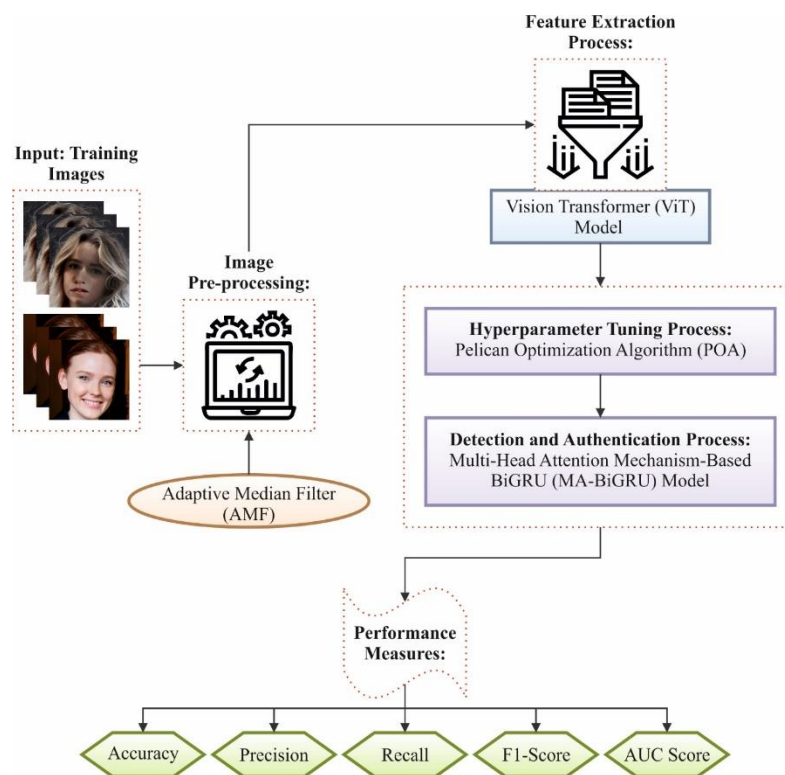 Feature Extraction
Process:
Input: Training
Images
Vision Transformer (ViT)
Model
Image
Pre-processing:
Hyperparameter Tuning Process:
Pelican Optimization Algorithm (POA)
Detection and Authentication Process:
Multi-Head Attention Mechanism-Based
BiGRU (MA-BiGRU) Model
Adaptive Median Filter
(AMF)
Performance
Measures:
Accuracy
Precision
Recall
F1-Score
AUC Score